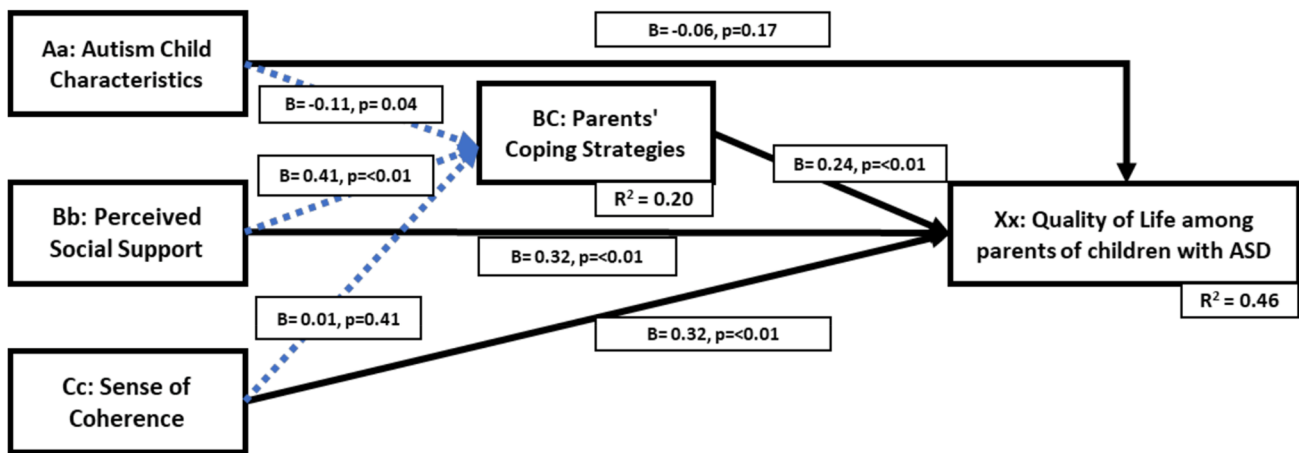 B= -0.06, p=0.17
Aa: Autism Child
Characteristics
B= -0.11, p= 0.04
BC: Parents'
Coping Strategies
R² = 0.20
B= 0.24, p=<0.01
B= 0.41, p=<0.01
Bb: Perceived
Social Support
B= 0.32, p=<0.01
Xx: Quality of Life among
parents of children with ASD
R² = 0.46
B= 0.01, p=0.41
B= 0.32, p=<0.01
Cc: Sense of
Coherence